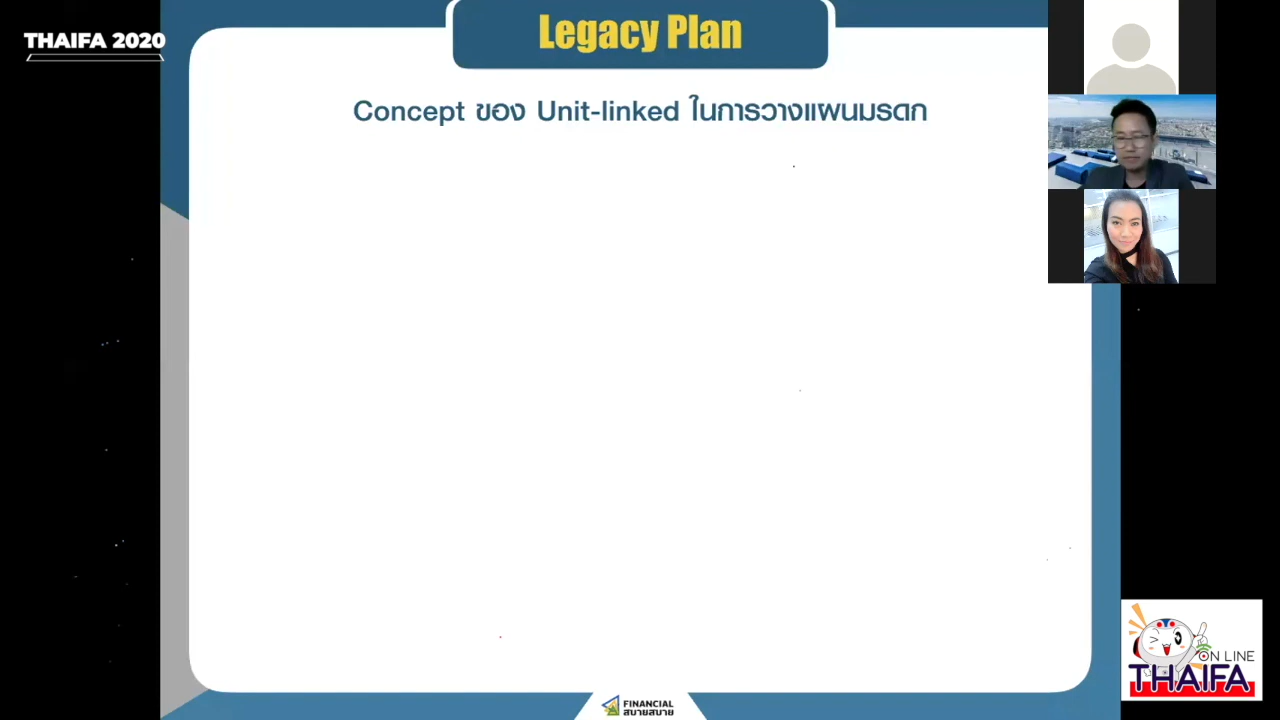 THAIFA 2020
Legacy Plan
Concept ของ Unit-linked ในการวางแผนมรดก
FINANCIAL
สบายสบาย
ON LINE
THAIFA